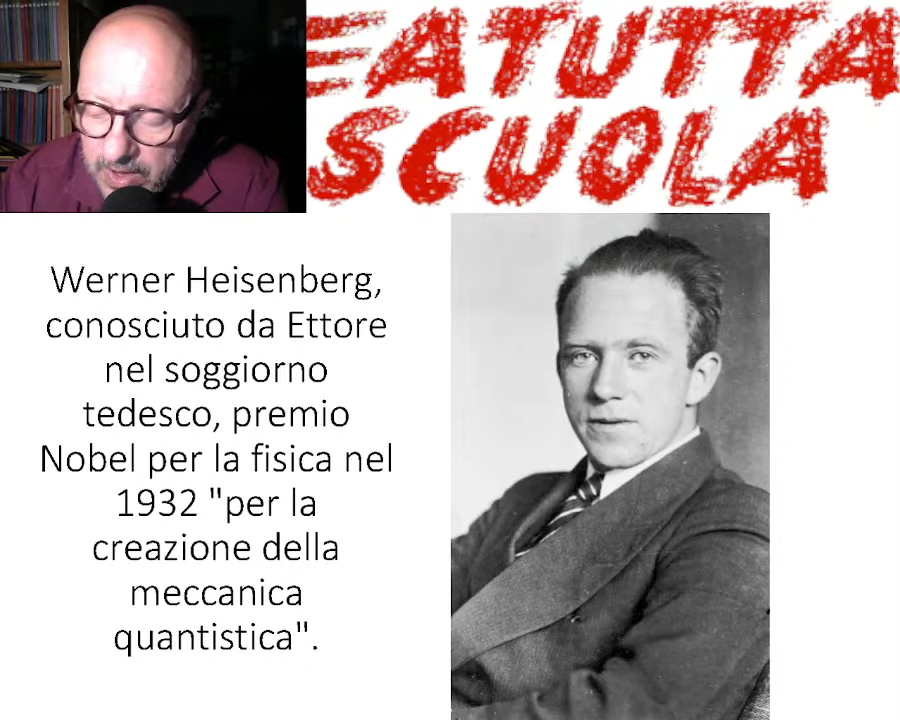 EATUTTA
SCUOLA
Werner Heisenberg,
conosciuto da Ettore
nel soggiorno
tedesco, premio
Nobel per la fisica nel
1932 "per la
creazione della
meccanica
quantistica".